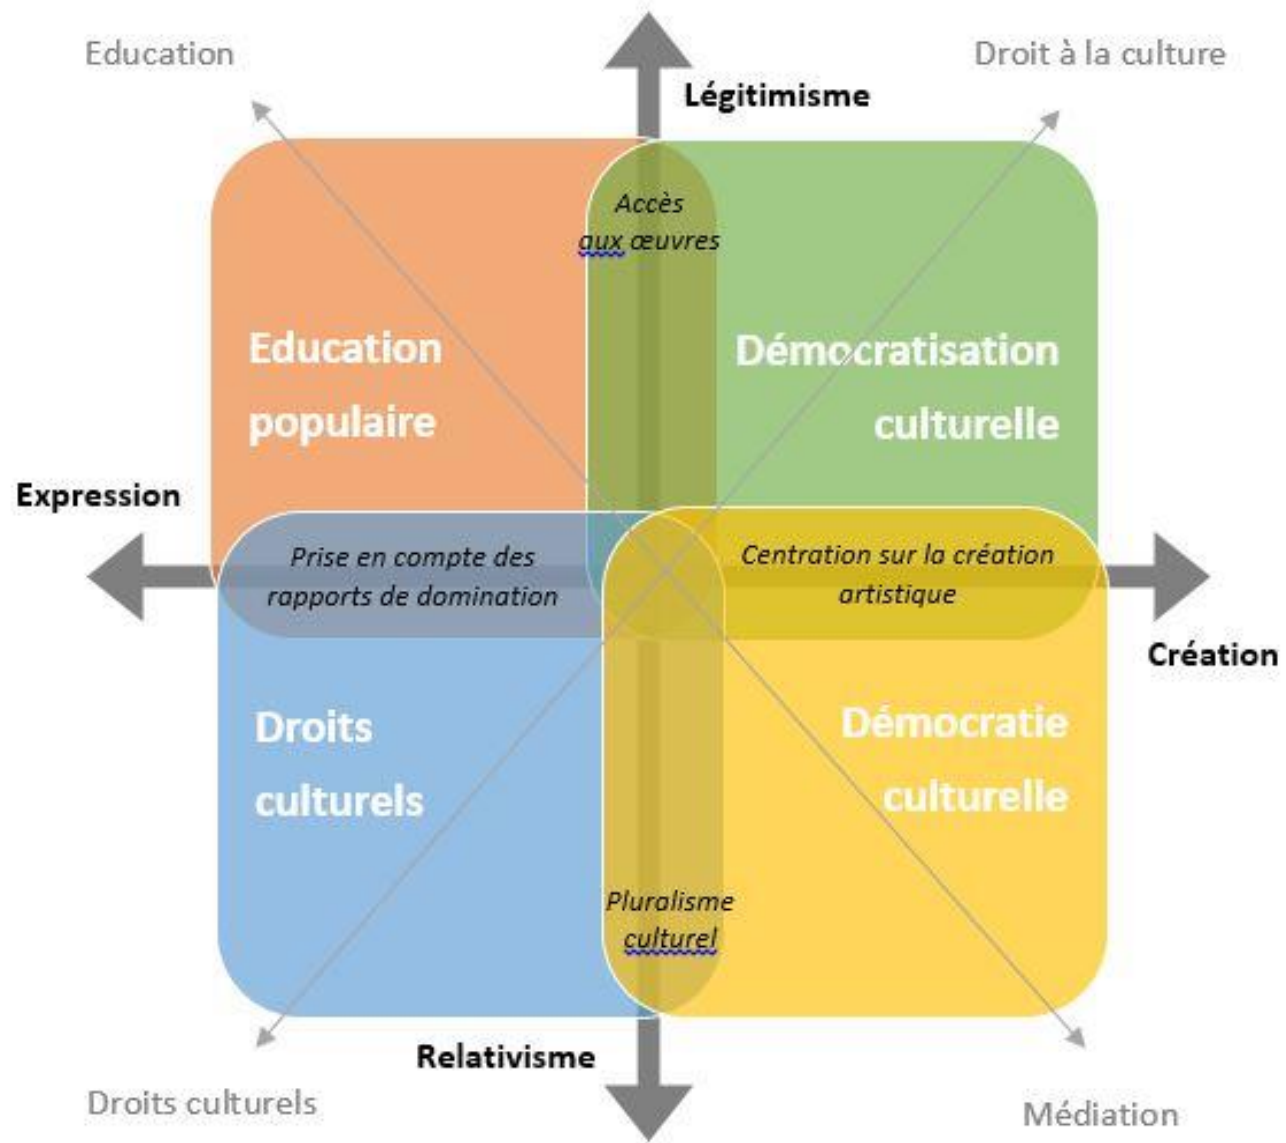 Education
Droit à la culture
Légitimisme
Accès
aux œuvres
Education
populaire
Démocratisation
culturelle
Expression
Prise en compte des
rapports de domination
Centration sur la création
artistique
Création
Droits
culturels
Démocratie
culturelle
Pluralisme
culturel
Relativisme
Droits culturels
Médiation